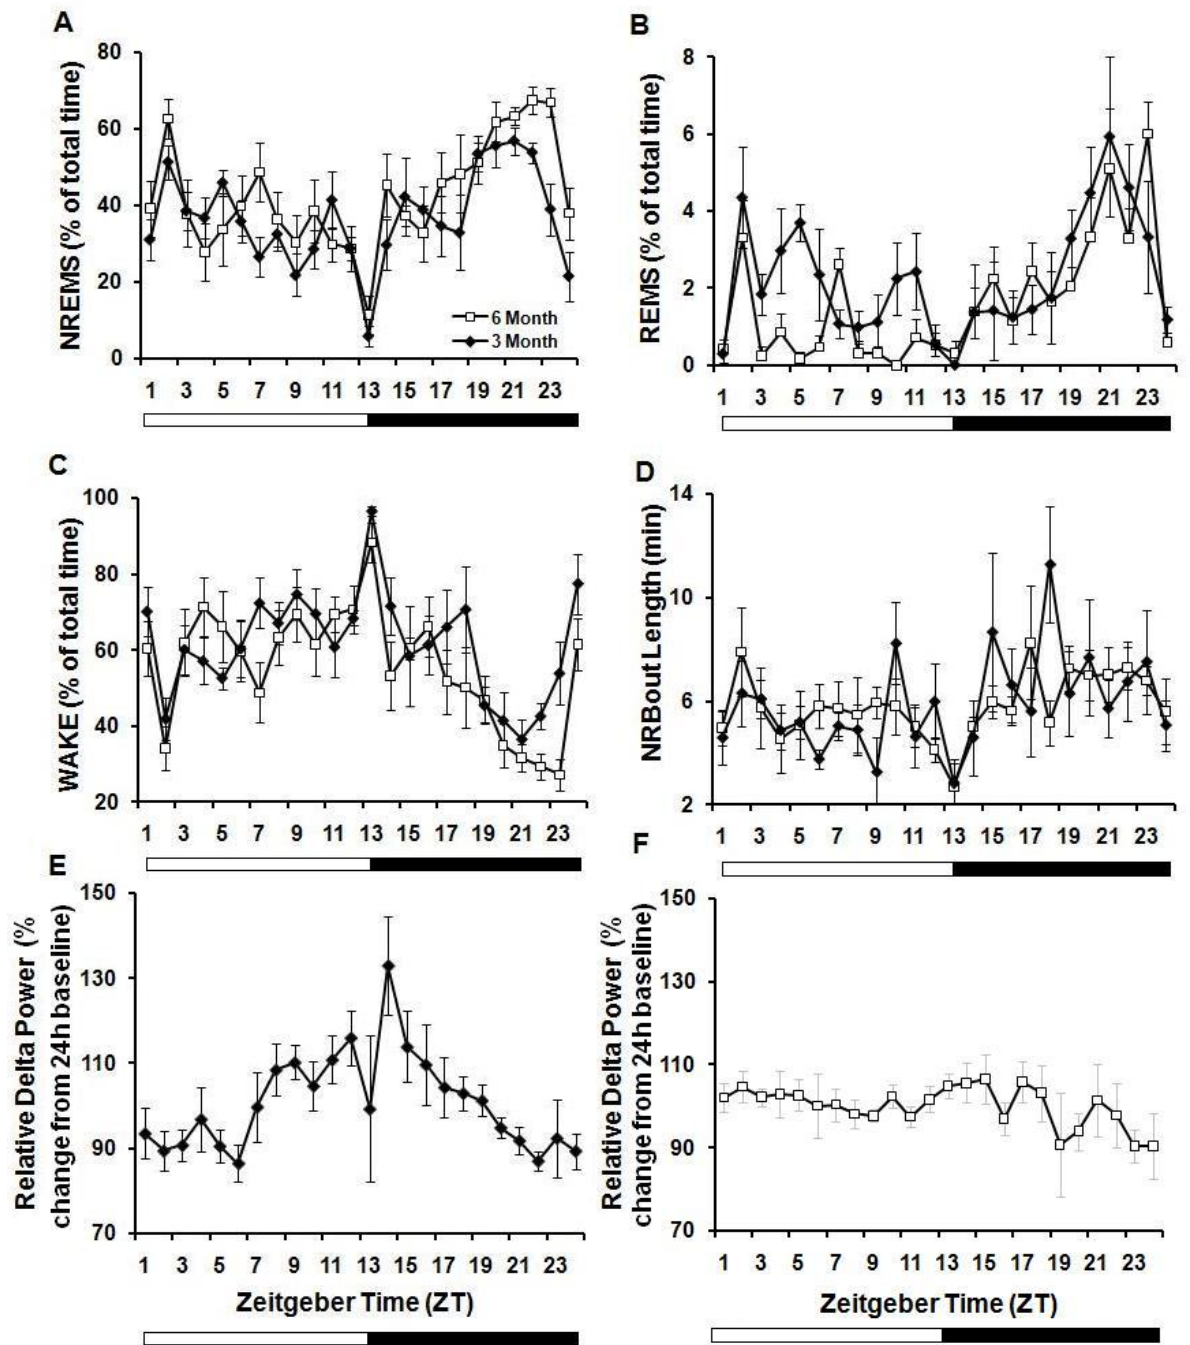 A
NREMS (% of total time)
80
60
40
20
0
6 Month
3 Month
1 3 5 7 9 11 13 15 17 19 21 23
B
REMS (% of total time)
8
6
4
2
0
1 3 5 7 9 11 13 15 17 19 21 23
C
WAKE (% of total time)
100
80
60
40
20
1 3 5 7 9 11 13 15 17 19 21 23
D
NRBout Length (min)
14
10
6
2
1 3 5 7 9 11 13 15 17 19 21 23
E
Relative Delta Power (%
change from 24h baseline)
150
130
110
90
70
1 3 5 7 9 11 13 15 17 19 21 23
Zeitgeber Time (ZT)
F
Relative Delta Power (%
change from 24h baseline)
150
130
110
90
70
1 3 5 7 9 11 13 15 17 19 21 23
Zeitgeber Time (ZT)